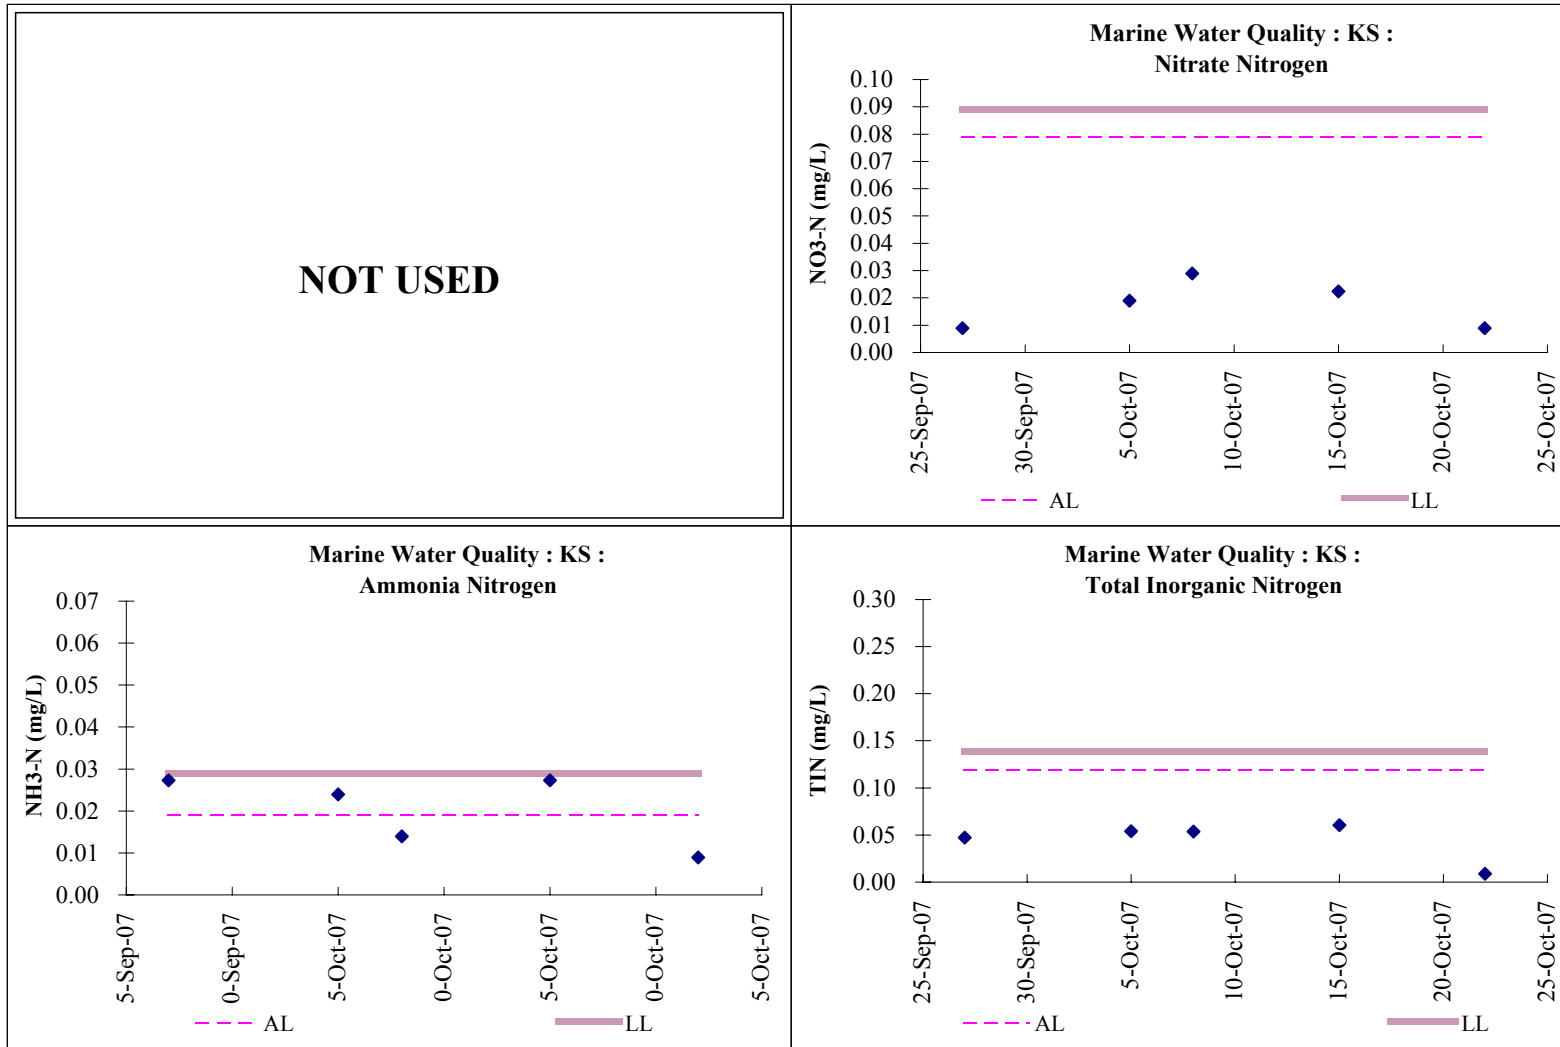 NOT USED
Marine Water Quality : KS :
Nitrate Nitrogen
NO3-N (mg/L)
0.10
0.09
0.08
0.07
0.06
0.05
0.04
0.03
0.02
0.01
0.00
25-Sep-07
30-Sep-07
5-Oct-07
10-Oct-07
15-Oct-07
20-Oct-07
25-Oct-07
AL
LL
Marine Water Quality : KS :
Ammonia Nitrogen
NH3-N (mg/L)
0.07
0.06
0.05
0.04
0.03
0.02
0.01
0.00
5-Sep-07
0-Sep-07
5-Oct-07
0-Oct-07
5-Oct-07
0-Oct-07
5-Oct-07
AL
LL
Marine Water Quality : KS :
Total Inorganic Nitrogen
TIN (mg/L)
0.30
0.25
0.20
0.15
0.10
0.05
0.00
25-Sep-07
30-Sep-07
5-Oct-07
10-Oct-07
15-Oct-07
20-Oct-07
25-Oct-07
AL
LL